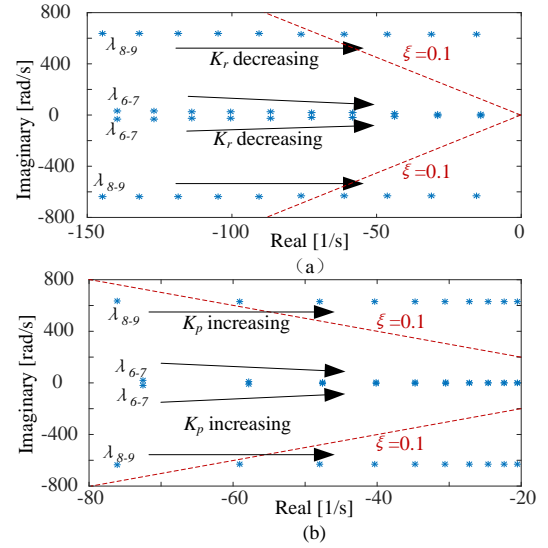 800
400
0
-400
-800
Imaginary [rad/s]
λ8-9
Kr decreasing
ξ=0.1
λ6-7
λ6-7
Kr decreasing
λ8-9
ξ=0.1
-150
-100
-50
0
Real [1/s]
（a）
800
400
0
-400
-800
Imaginary [rad/s]
λ8-9
Kp increasing
ξ=0.1
λ6-7
λ6-7
Kp increasing
λ8-9
ξ=0.1
-80
-60
-40
-20
Real [1/s]
(b)